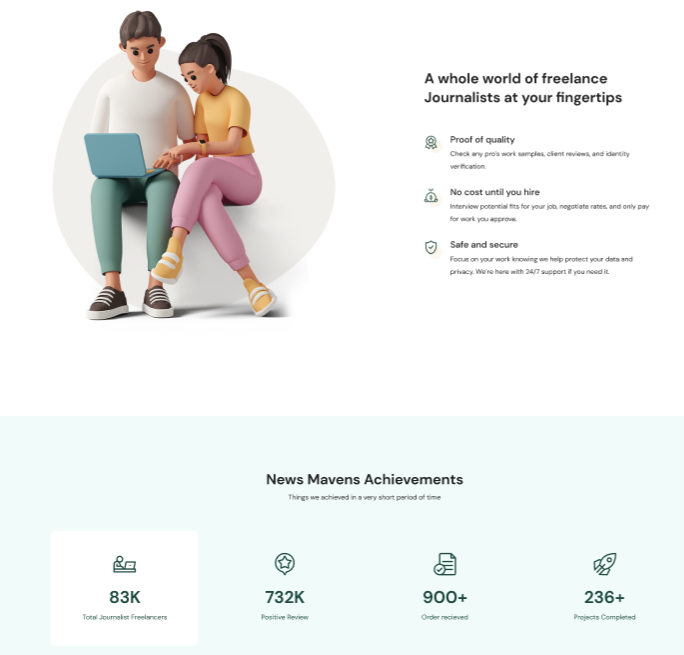 A whole world of freelance
Journalists at your fingertips
Proof of quality
Check any pro's work samples, client reviews, and identity
verification.
No cost until you hire
Interview potential fits for your job, negotiate rates, and only pay
for work you approve.
Safe and secure
Focus on your work knowing we help protect your data and
privacy. We're here with 24/7 support if you need it.
News Mavens Achievements
Things we achieved in a very short period of time
83K
Total Journalist Freelancers
732K
Positive Review
900+
Order recieved
236+
Projects Completed